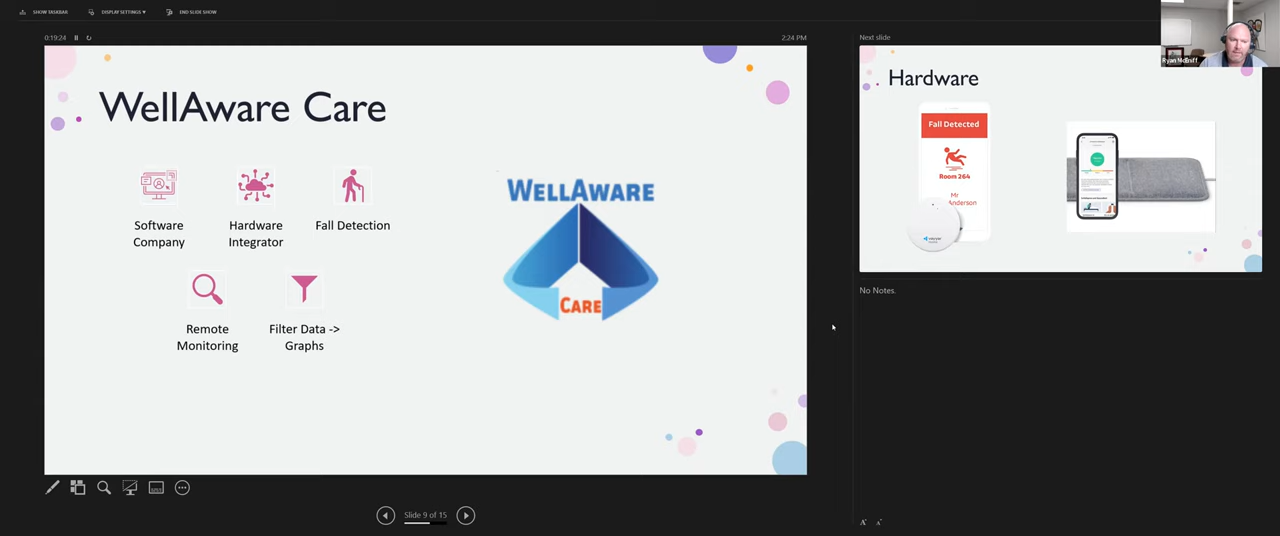 SHOW TASKBAR
DISPLAY SETTINGS ▾
END SLIDE SHOW
0:19:24
2:24 PM
WellAware Care
Software
Company
Hardware
Integrator
Fall Detection
Remote
Monitoring
Filter Data ->
Graphs
WELLAWARE
CARE
Slide 9 of 15
Next slide
Ryan McEniff
Hardware
Fall Detected
Room 264
Mr
Anderson
No Notes.